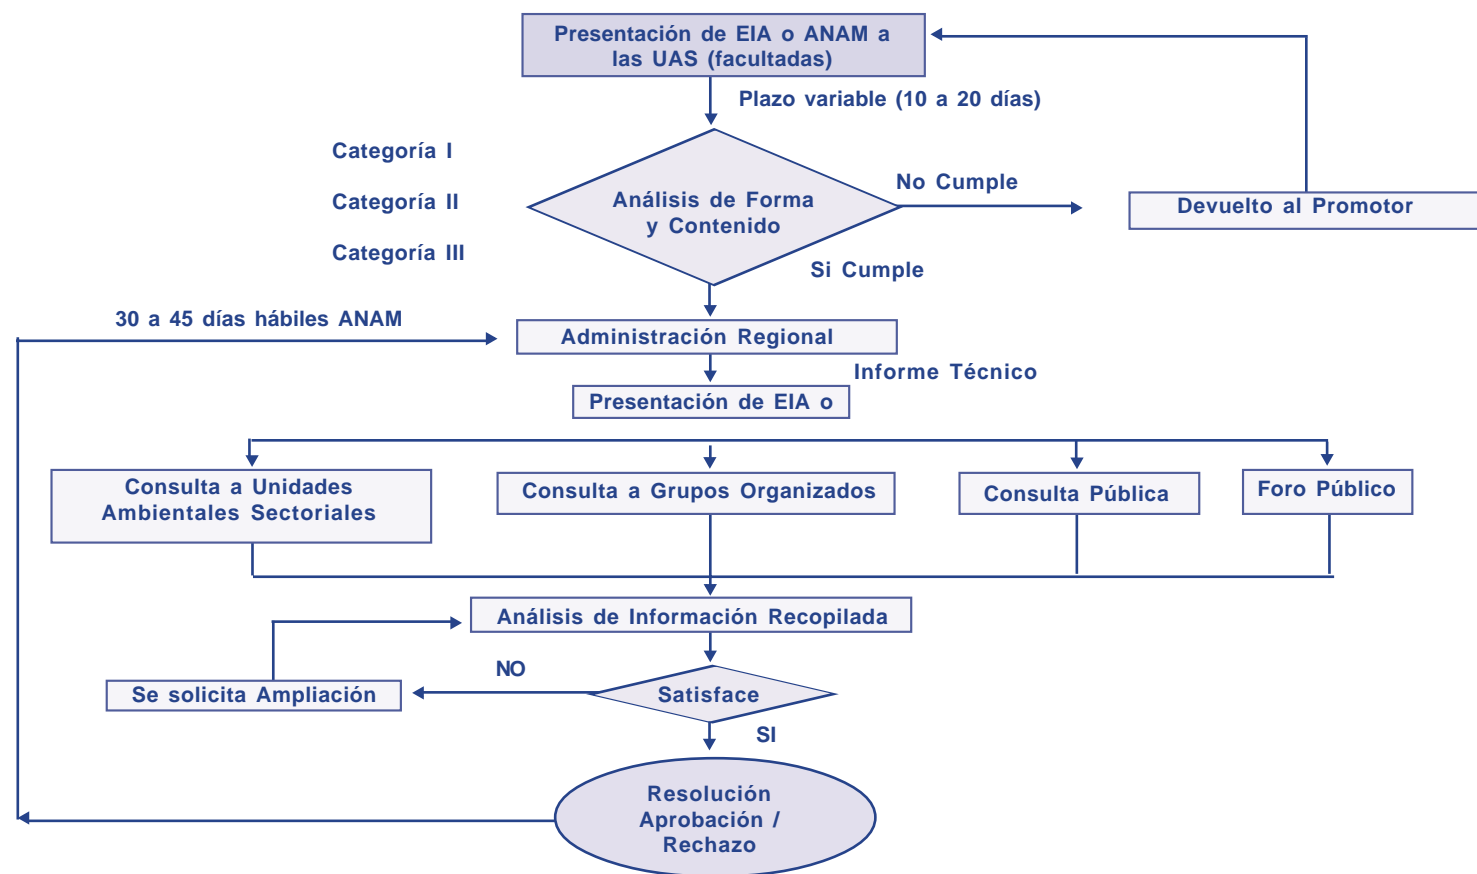 Presentación de EIA o ANAM a
las UAS (facultadas)
Plazo variable (10 a 20 días)
Categoría I
Categoría II
Categoría III
Análisis de Forma
y Contenido
No Cumple
Devuelto al Promotor
Si Cumple
30 a 45 días hábiles ANAM
Administración Regional
Informe Técnico
Presentación de EIA o
Consulta a Unidades
Ambientales Sectoriales
Consulta a Grupos Organizados
Consulta Pública
Foro Público
Análisis de Información Recopilada
NO
Se solicita Ampliación
Satisface
SI
Resolución
Aprobación /
Rechazo